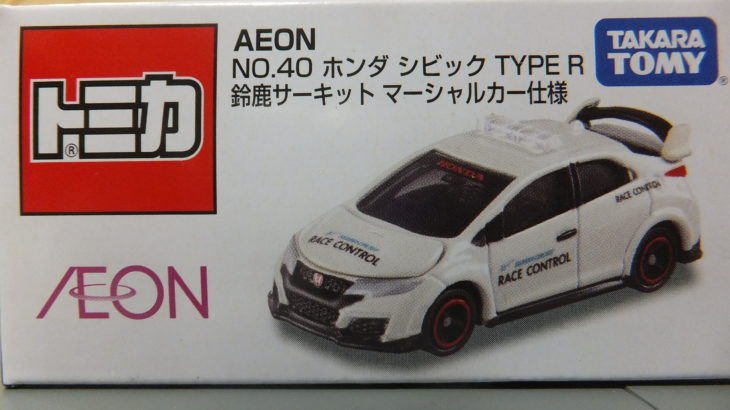 トミカ
®
AEON
NO.40 ホンダ シビック TYPE R
鈴鹿サーキット マーシャルカー仕様
TAKARA
TOMY
®
AEON
HONDA
RACE CONTROL
RACE CONTROL
RACE CONTROL